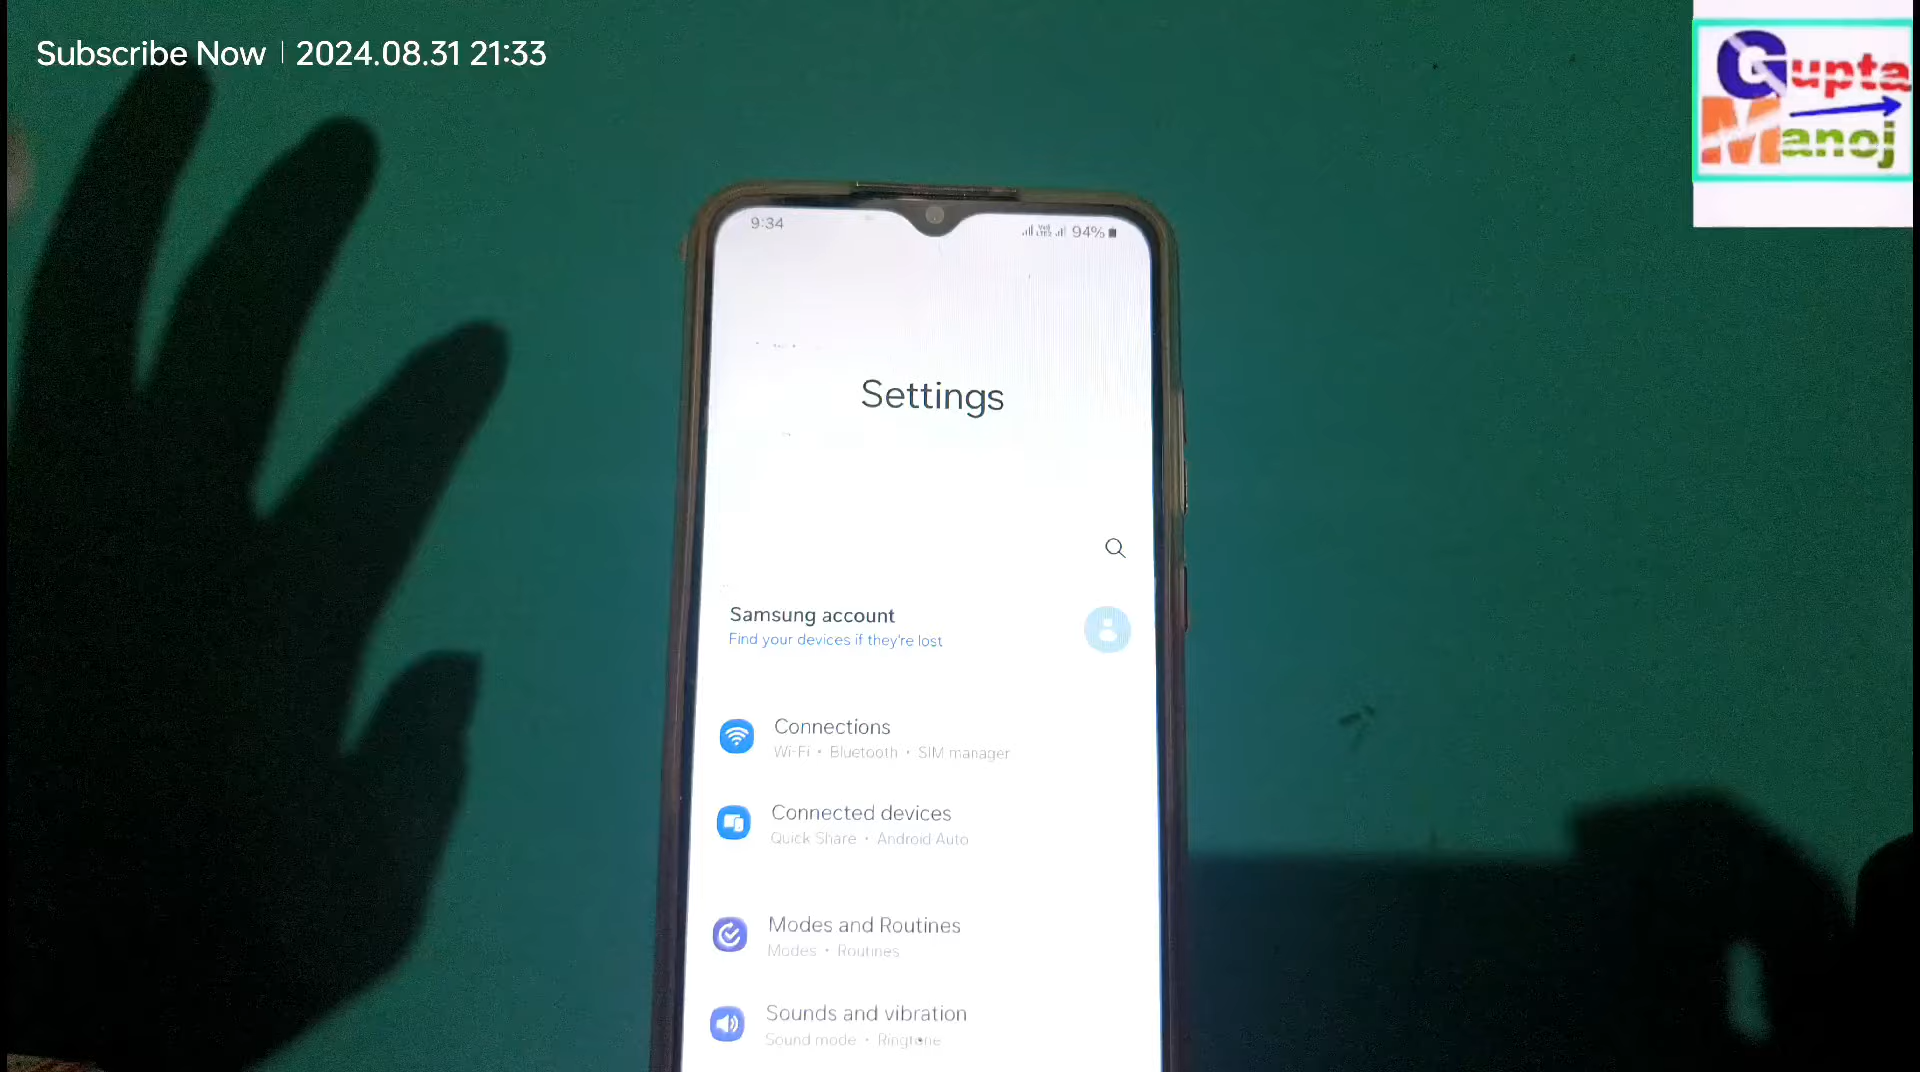 Subscribe Now | 2024.08.31 21:33
Gupta
Manoj
9:34
94%
Settings
Samsung account
Find your devices if they're lost
Connections
Wi-Fi • Bluetooth • SIM manager
Connected devices
Quick Share • Android Auto
Modes and Routines
Modes • Routines
Sounds and vibration
Sound mode • Ringtone